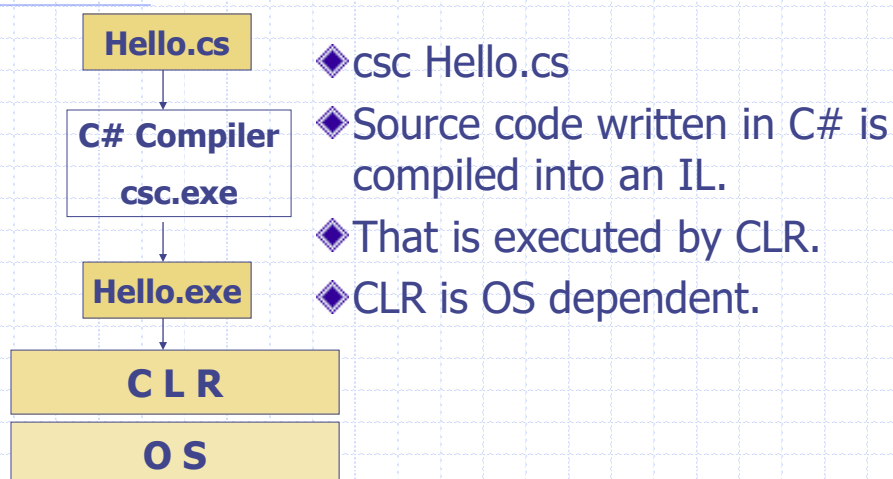 Hello.cs
C# Compiler
csc.exe
Hello.exe
C L R
O S
csc Hello.cs
Source code written in C# is
compiled into an IL.
That is executed by CLR.
CLR is OS dependent.